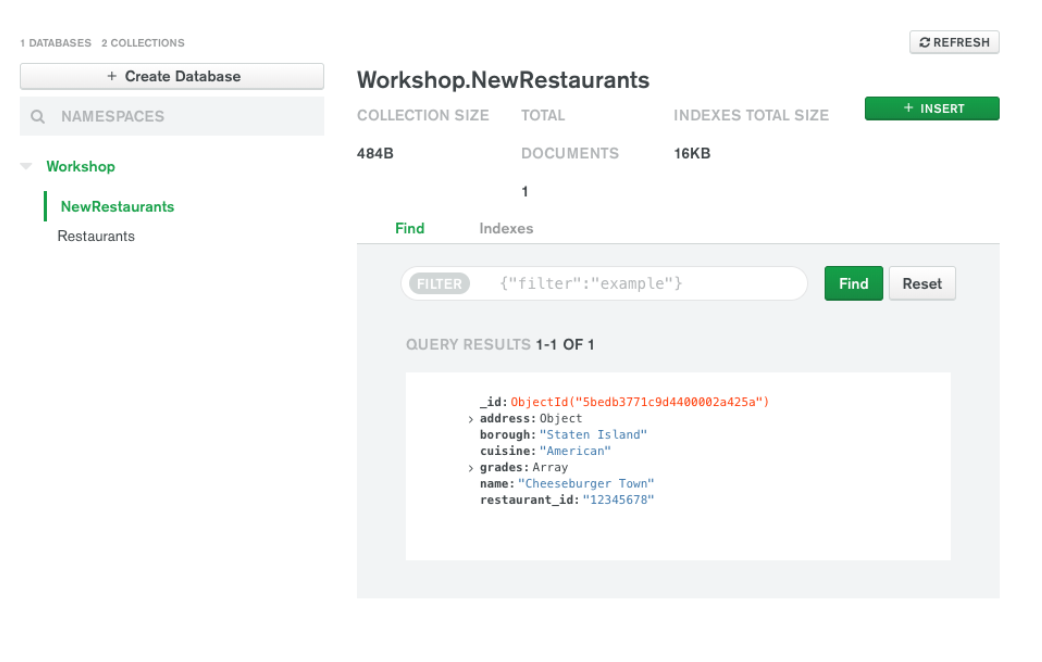 1 DATABASES 2 COLLECTIONS
REFRESH
+ Create Database
NAMESPACES
Workshop
NewRestaurants
Restaurants
Workshop.NewRestaurants
COLLECTION SIZE
484B
TOTAL
DOCUMENTS
1
INDEXES TOTAL SIZE
16KB
+ INSERT
Find Indexes
FILTER {"filter":"example"} Find Reset
QUERY RESULTS 1-1 OF 1
_id:ObjectId("5bedb3771c9d4400002a425a")
> address:Object
borough:"Staten Island"
cuisine:"American"
> grades:Array
name:"Cheeseburger Town"
restaurant_id:"12345678"